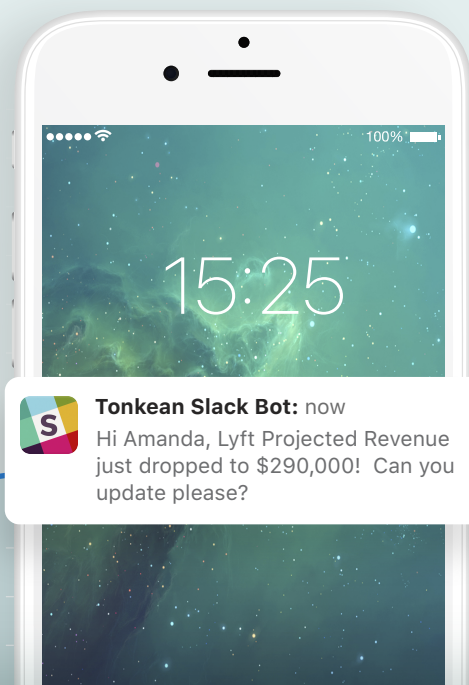 100%
15:25
S
Tonkean Slack Bot: now
Hi Amanda, Lyft Projected Revenue
just dropped to $290,000!  Can you
update please?